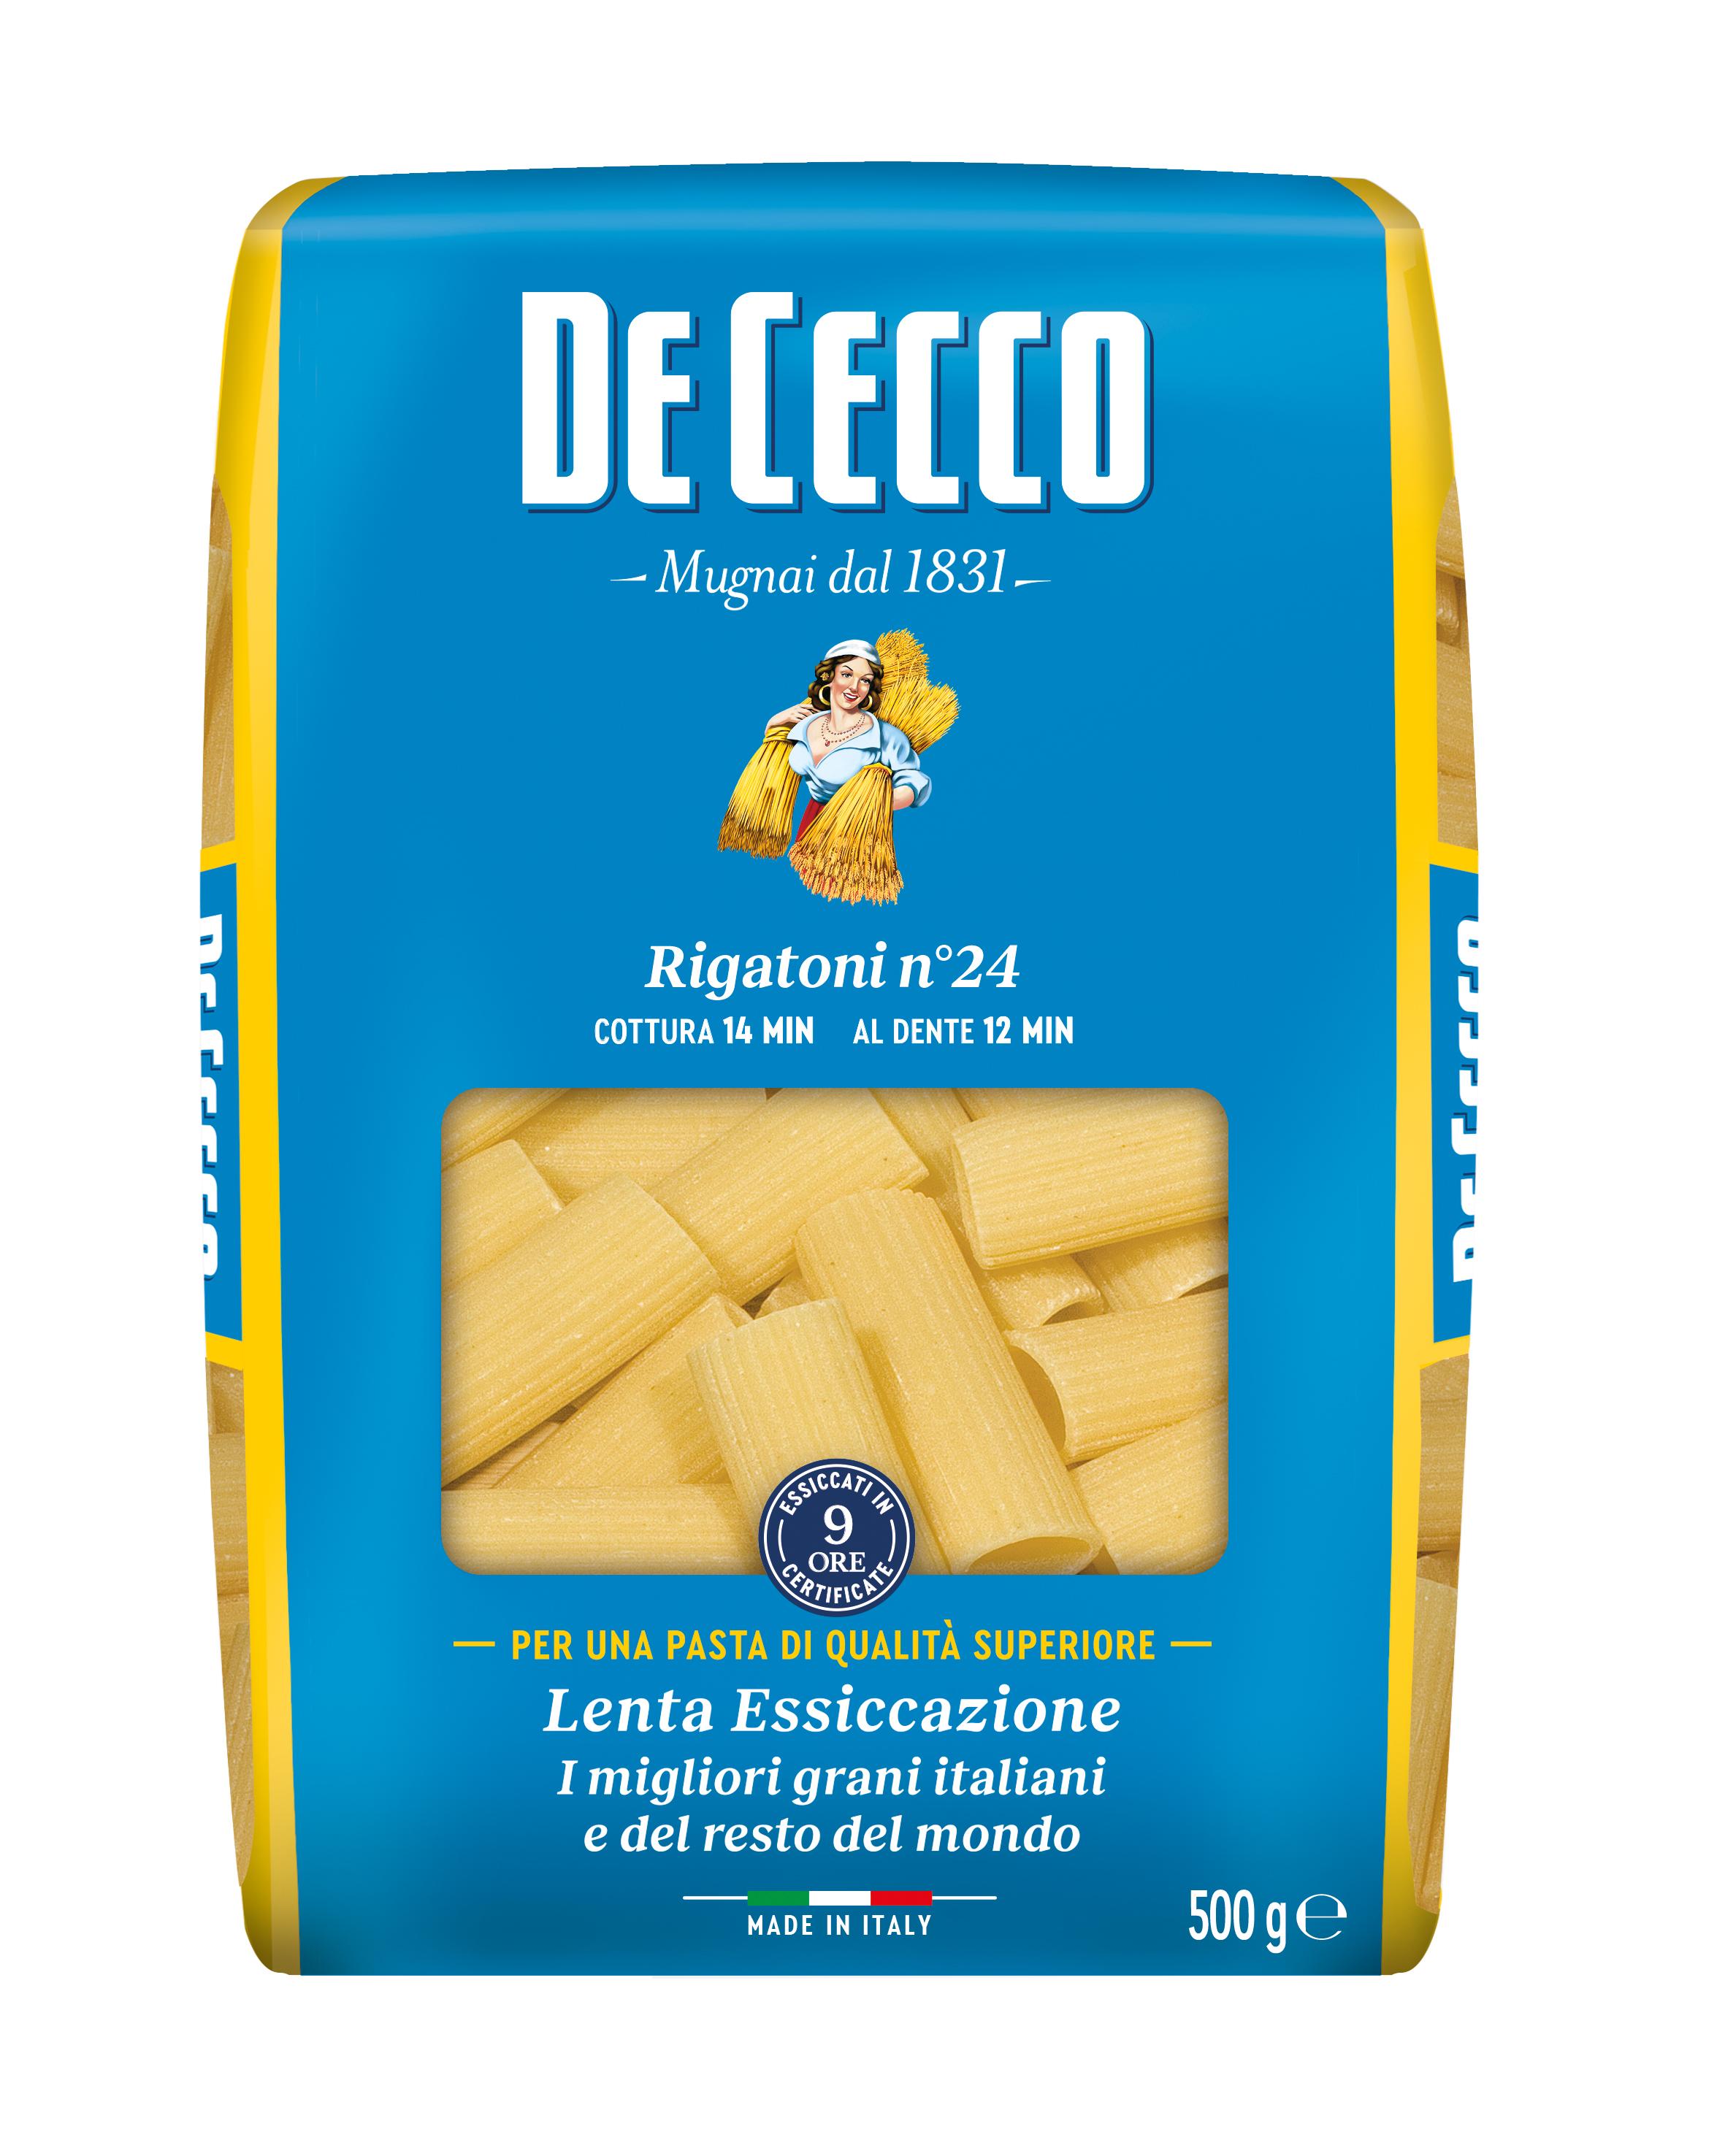 DE CECCO
Mugnai dal 1831
Rigatoni n°24
COTTURA 14 MIN AL DENTE 12 MIN
ESSICCATI IN
9
ORE
CERTIFICATE
PER UNA PASTA DI QUALITÀ SUPERIORE
Lenta Essiccazione
I migliori grani italiani
e del resto del mondo
MADE IN ITALY
500 g ℮